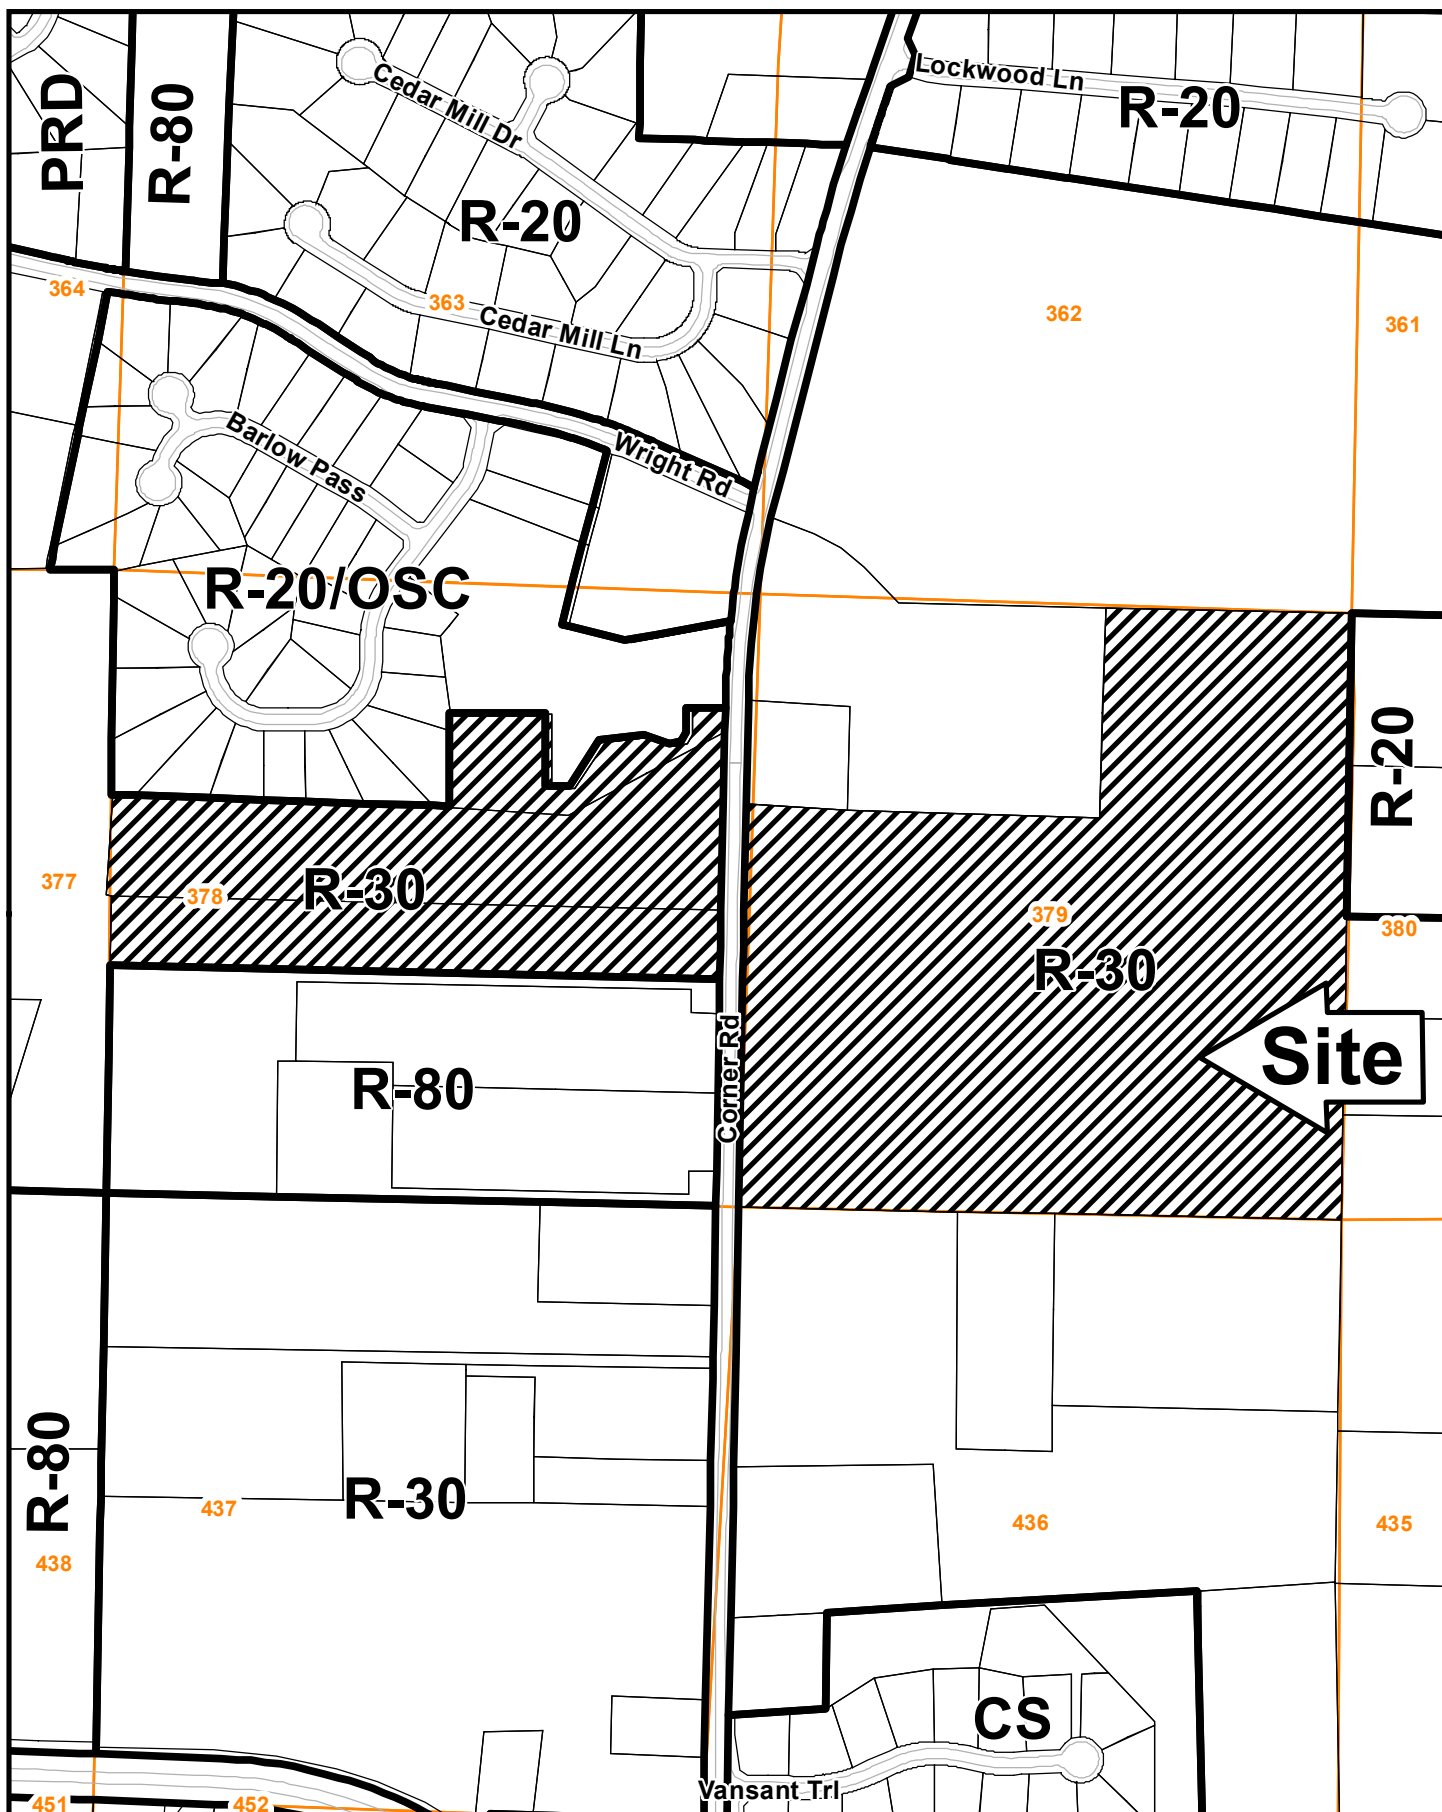 Lockwood Ln
Cedar Mill Dr
R-20
PRD
R-80
R-20
364
363
362
361
Cedar Mill Ln
Barlow Pass
Wright Rd
R-20/OSC
R-20
377
378
R-30
379
380
R-30
Site
Corner Rd
R-80
R-80
437
R-30
436
435
438
CS
Vansant Trl
451
452